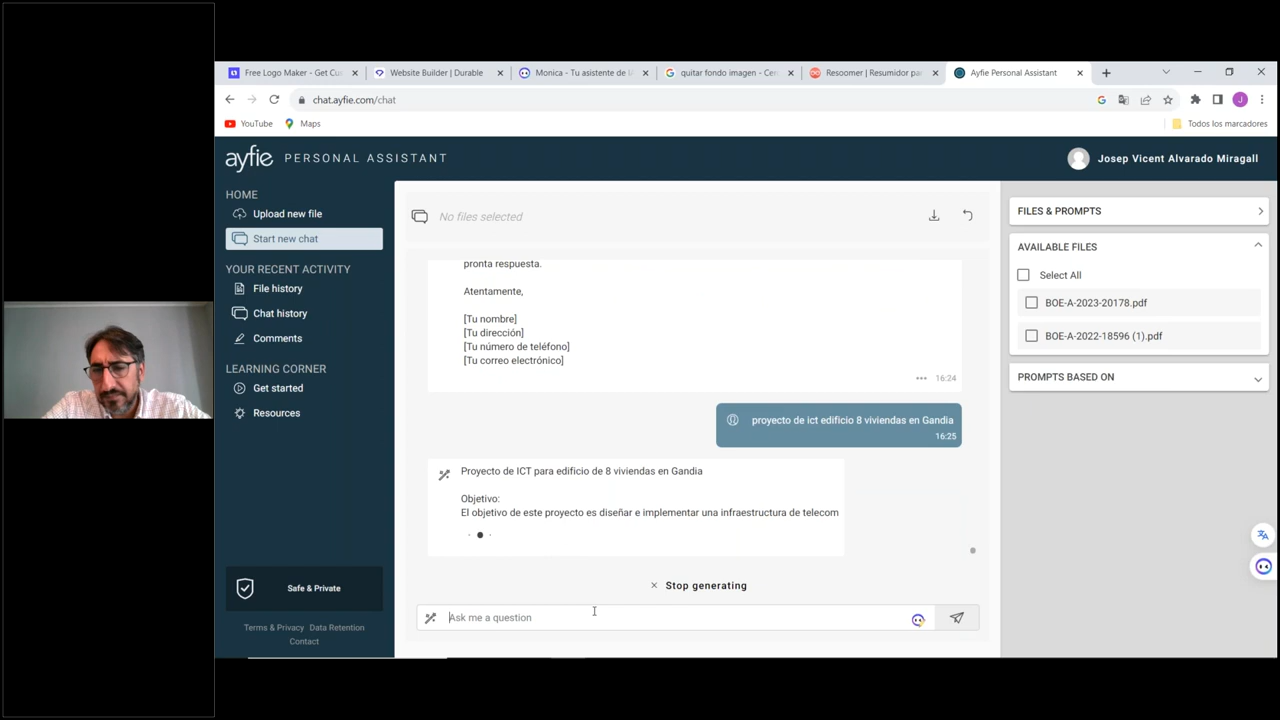 Free Logo Maker - Get Cus
Website Builder | Durable
Monica - Tu asistente de IA
quitar fondo imagen - Cerc
Resoomer | Resumidor par
Ayfie Personal Assistant
chat.ayfie.com/chat
J
YouTube
Maps
Todos los marcadores
ayfie PERSONAL ASSISTANT
Josep Vicent Alvarado Miragall
HOME
Upload new file
Start new chat
YOUR RECENT ACTIVITY
File history
Chat history
Comments
LEARNING CORNER
Get started
Resources
Safe & Private
Terms & Privacy Data Retention
Contact
No files selected
pronta respuesta.
Atentamente,
[Tu nombre]
[Tu dirección]
[Tu número de teléfono]
[Tu correo electrónico]
16:24
proyecto de ict edificio 8 viviendas en Gandia
16:25
Proyecto de ICT para edificio de 8 viviendas en Gandia
Objetivo:
El objetivo de este proyecto es diseñar e implementar una infraestructura de telecom
Stop generating
Ask me a question
FILES & PROMPTS
AVAILABLE FILES
Select All
BOE-A-2023-20178.pdf
BOE-A-2022-18596 (1).pdf
PROMPTS BASED ON